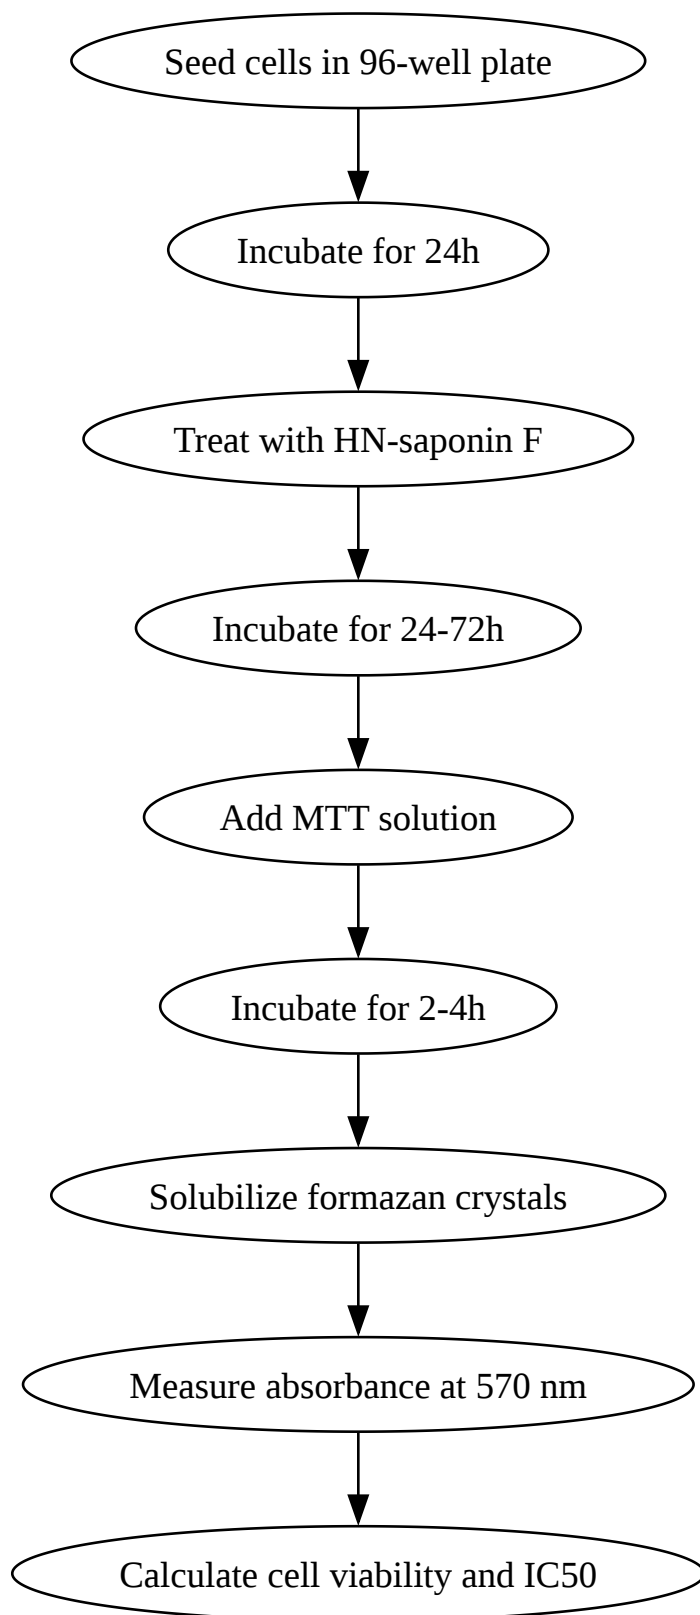 Seed cells in 96-well plate
Incubate for 24h
Treat with HN-saponin F
Incubate for 24-72h
Add MTT solution
Incubate for 2-4h
Solubilize formazan crystals
Measure absorbance at 570 nm
Calculate cell viability and IC50